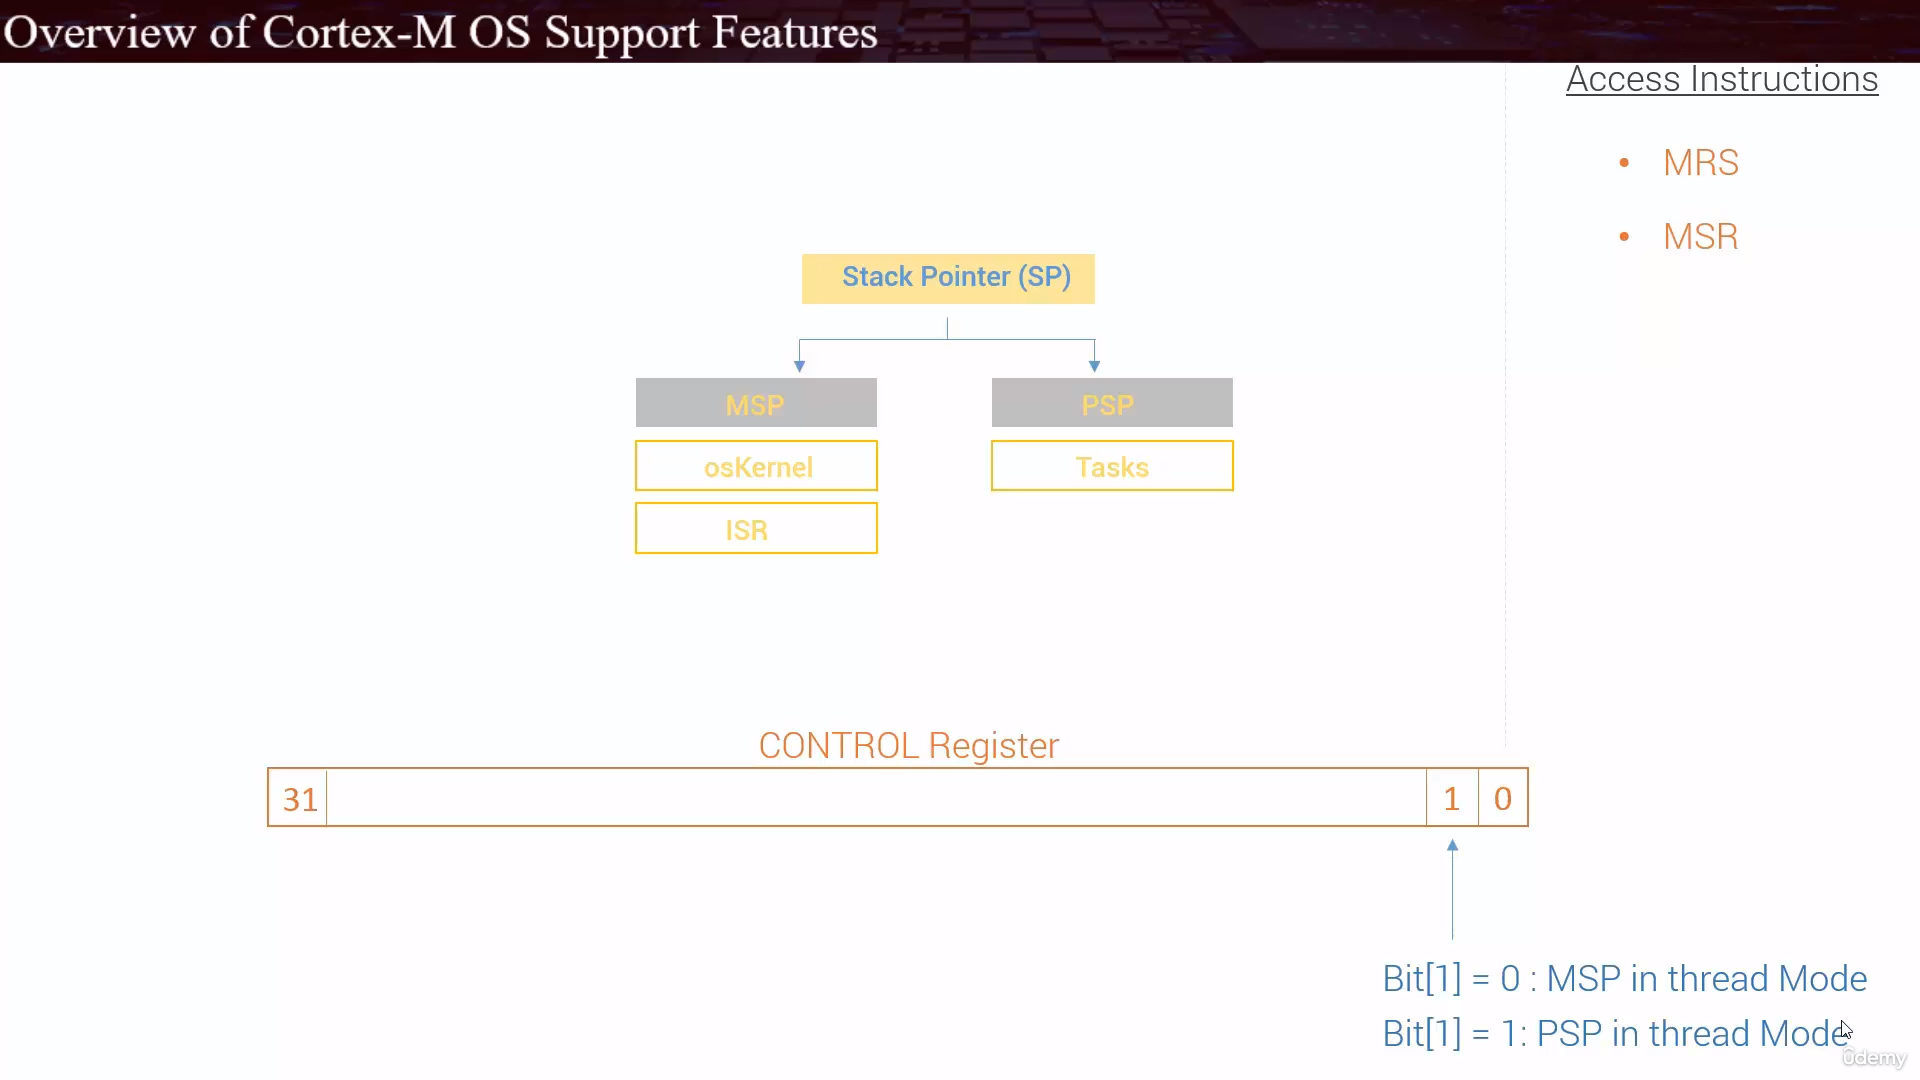 Overview of Cortex-M OS Support Features
Access Instructions
• MRS
• MSR
Stack Pointer (SP)
MSP
PSP
osKernel
Tasks
ISR
CONTROL Register
31
1
0
Bit[1] = 0 : MSP in thread Mode
Bit[1] = 1: PSP in thread Mode
ûdemy